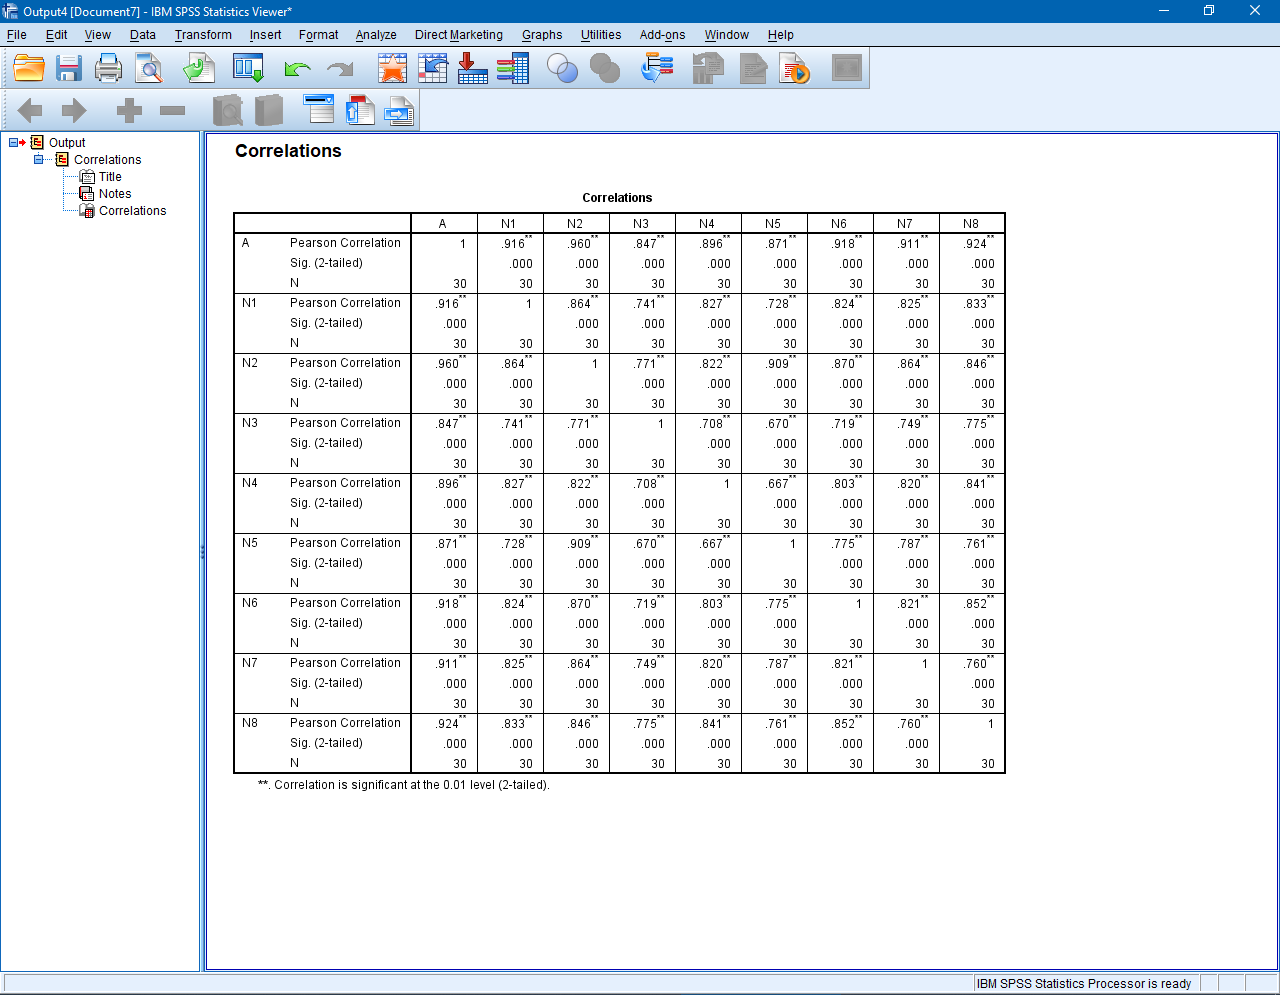 Output4 [Document7] - IBM SPSS Statistics Viewer*
File Edit View Data Transform Insert Format Analyze Direct Marketing Graphs Utilities Add-ons Window Help
Output
Correlations
Title
Notes
Correlations
Correlations
Correlations
A N1 N2 N3 N4 N5 N6 N7 N8
A Pearson Correlation 1 .916** .960** .847** .896** .871** .918** .911** .924**
Sig. (2-tailed) .000 .000 .000 .000 .000 .000 .000 .000
N 30 30 30 30 30 30 30 30 30
N1 Pearson Correlation .916** 1 .864** .741** .827** .728** .824** .825** .833**
Sig. (2-tailed) .000 .000 .000 .000 .000 .000 .000 .000
N 30 30 30 30 30 30 30 30 30
N2 Pearson Correlation .960** .864** 1 .771** .822** .909** .870** .864** .846**
Sig. (2-tailed) .000 .000 .000 .000 .000 .000 .000 .000
N 30 30 30 30 30 30 30 30 30
N3 Pearson Correlation .847** .741** .771** 1 .708** .670** .719** .749** .775**
Sig. (2-tailed) .000 .000 .000 .000 .000 .000 .000 .000
N 30 30 30 30 30 30 30 30 30
N4 Pearson Correlation .896** .827** .822** .708** 1 .667** .803** .820** .841**
Sig. (2-tailed) .000 .000 .000 .000 .000 .000 .000 .000
N 30 30 30 30 30 30 30 30 30
N5 Pearson Correlation .871** .728** .909** .670** .667** 1 .775** .787** .761**
Sig. (2-tailed) .000 .000 .000 .000 .000 .000 .000 .000
N 30 30 30 30 30 30 30 30 30
N6 Pearson Correlation .918** .824** .870** .719** .803** .775** 1 .821** .852**
Sig. (2-tailed) .000 .000 .000 .000 .000 .000 .000 .000
N 30 30 30 30 30 30 30 30 30
N7 Pearson Correlation .911** .825** .864** .749** .820** .787** .821** 1 .760**
Sig. (2-tailed) .000 .000 .000 .000 .000 .000 .000 .000
N 30 30 30 30 30 30 30 30 30
N8 Pearson Correlation .924** .833** .846** .775** .841** .761** .852** .760** 1
Sig. (2-tailed) .000 .000 .000 .000 .000 .000 .000 .000
N 30 30 30 30 30 30 30 30 30
**. Correlation is significant at the 0.01 level (2-tailed).
IBM SPSS Statistics Processor is ready